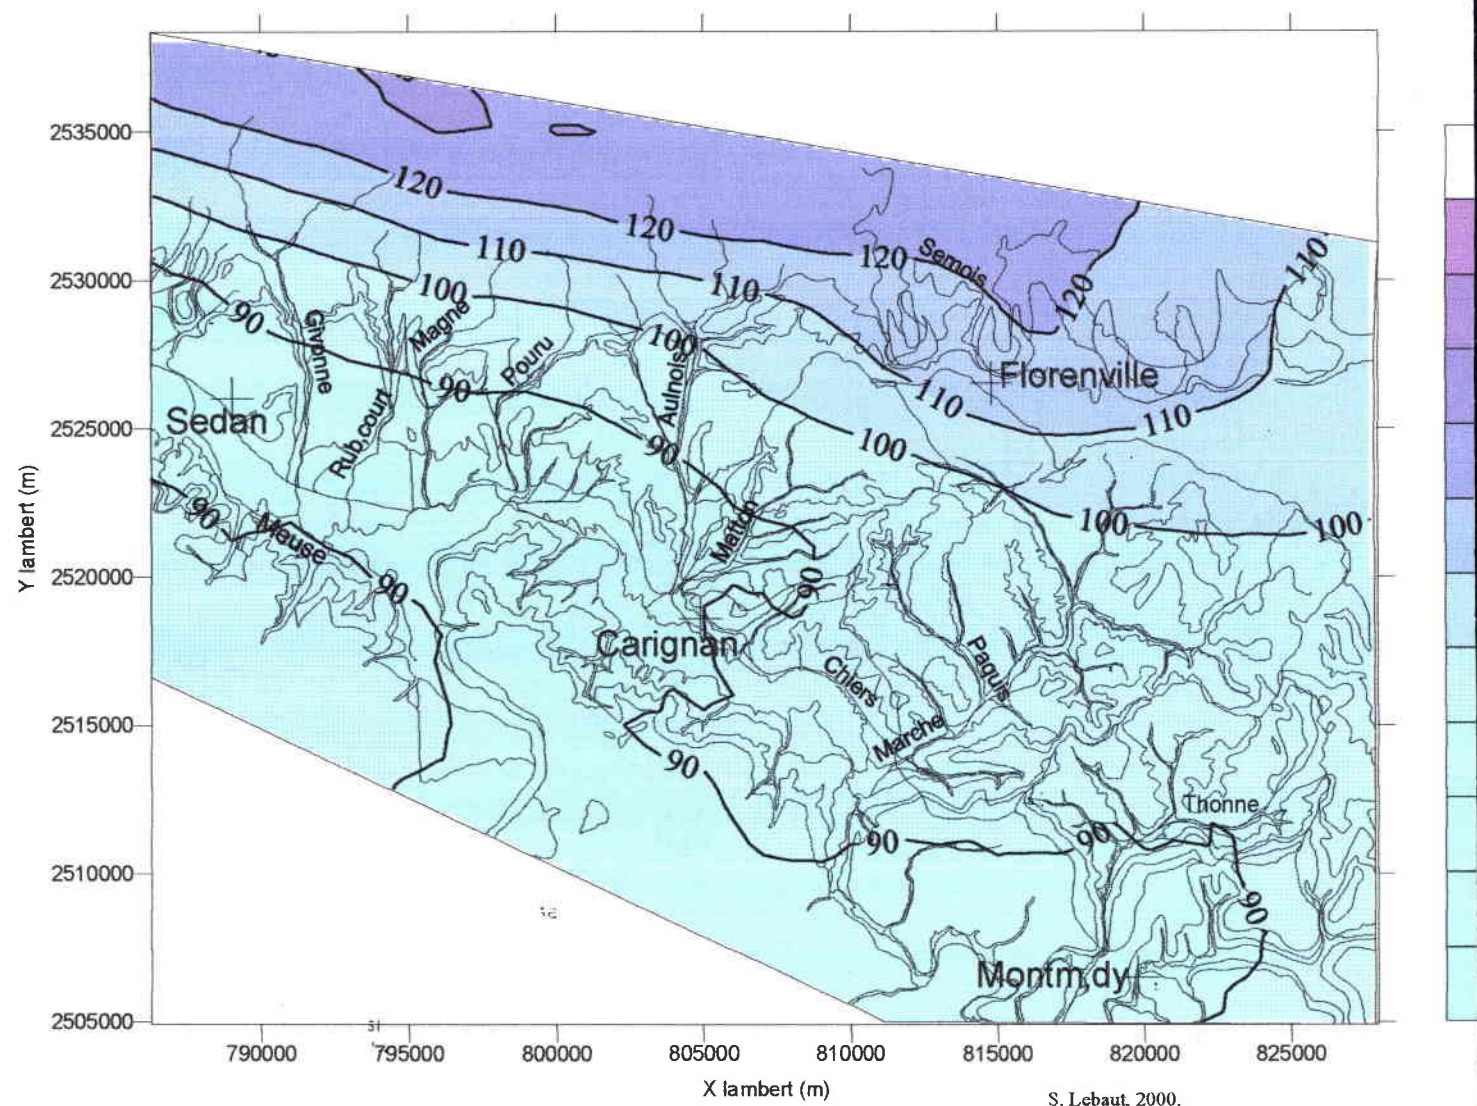 2535000
120
120
110
120
Semois
110
2530000
100
110
120
90
Givonne
Magne
100
Pouru
Florenville
90
Aulnois
110
110
Sedan
2525000
Rub,court
90
100
90
Meuse
Matton
100
100
2520000
90
90
Carignan
Chiers
Paquis
2515000
Marche
90
Thonne
90
90
2510000
90
Montm,dy
2505000
790000
795000
800000
805000
810000
815000
820000
825000
Y lambert (m)
X lambert (m)
S. Lebaut, 2000.